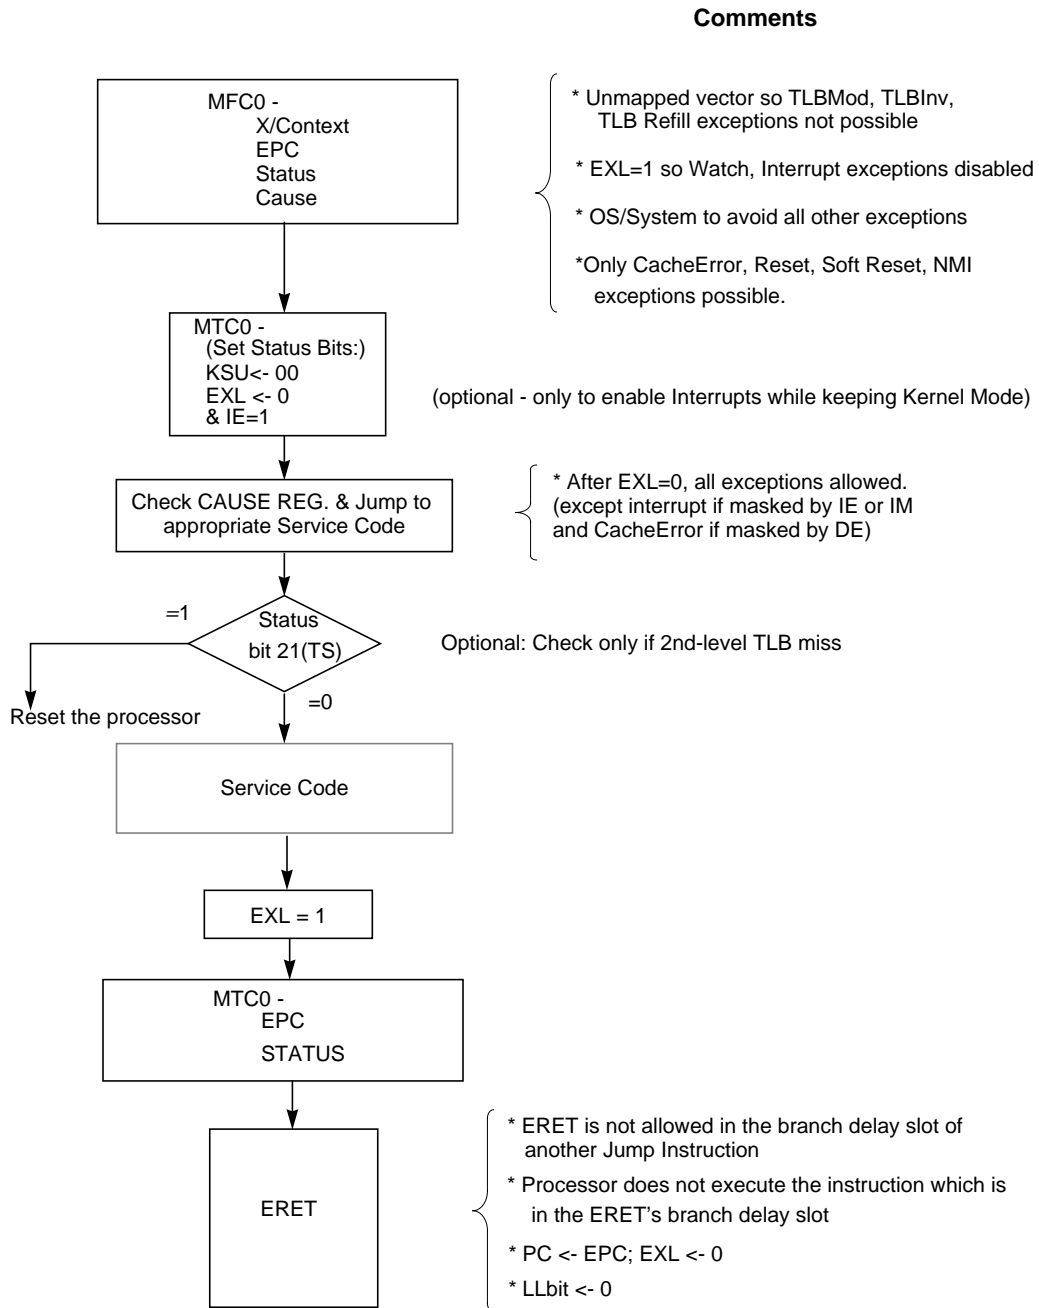 Comments
MFC0 -
X/Context
EPC
Status
Cause
* Unmapped vector so TLBMod, TLBInv,
TLB Refill exceptions not possible
* EXL=1 so Watch, Interrupt exceptions disabled
* OS/System to avoid all other exceptions
*Only CacheError, Reset, Soft Reset, NMI
exceptions possible.
MTC0 -
(Set Status Bits:)
KSU<- 00
EXL <- 0
& IE=1
(optional - only to enable Interrupts while keeping Kernel Mode)
Check CAUSE REG. & Jump to
appropriate Service Code
* After EXL=0, all exceptions allowed.
(except interrupt if masked by IE or IM
and CacheError if masked by DE)
=1
Status
bit 21(TS)
Optional: Check only if 2nd-level TLB miss
=0
Reset the processor
Service Code
EXL = 1
MTC0 -
EPC
STATUS
ERET
* ERET is not allowed in the branch delay slot of
another Jump Instruction
* Processor does not execute the instruction which is
in the ERET's branch delay slot
* PC <- EPC; EXL <- 0
* LLbit <- 0